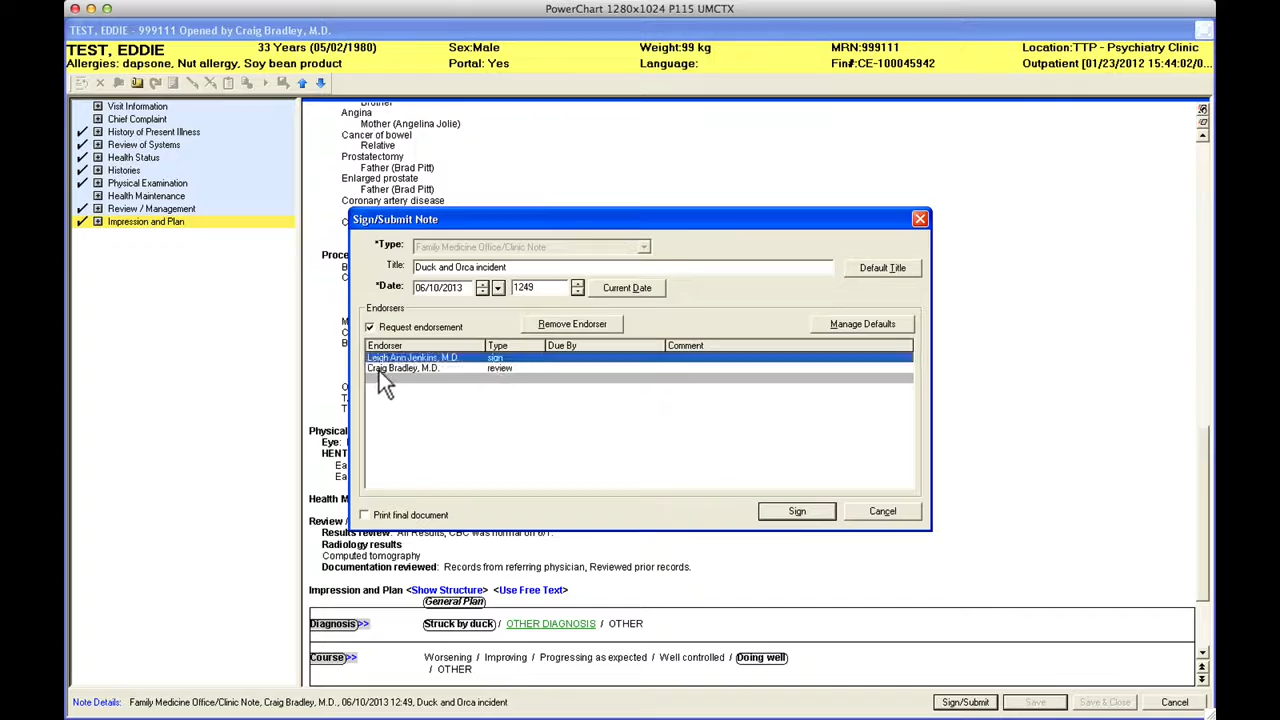 PowerChart 1280x1024 P115 UMCTX
TEST, EDDIE - 999111 Opened by Craig Bradley, M.D.
TEST, EDDIE 33 Years (05/02/1980) Sex:Male Weight:99 kg MRN:999111 Location:TTP - Psychiatry Clinic
Allergies: dapsone, Nut allergy, Soy bean product Portal: Yes Language: Fin#:CE-100045942 Outpatient [01/23/2012 15:44:02/0...
Visit Information
Chief Complaint
History of Present Illness
Review of Systems
Health Status
Histories
Physical Examination
Health Maintenance
Review / Management
Impression and Plan
Brother
Angina
Mother (Angelina Jolie)
Cancer of bowel
Relative
Prostatectomy
Father (Brad Pitt)
Enlarged prostate
Father (Brad Pitt)
Coronary artery disease
Proce
Physical
Eye:
HENT
Ea
Ea
Health M
Review /
Sign/Submit Note
*Type: Family Medicine Office/Clinic Note
Title: Duck and Orca incident Default Title
*Date: 06/10/2013 1249 Current Date
Endorsers
Request endorsement Remove Endorser Manage Defaults
Endorser Type Due By Comment
Leigh Ann Jenkins, M.D. sign
Craig Bradley, M.D. review
Print final document Sign Cancel
Results review: All Results, CBC was normal on 6/1.
Radiology results
Computed tomography
Documentation reviewed: Records from referring physician, Reviewed prior records.
Impression and Plan <Show Structure> <Use Free Text>
General Plan
Diagnosis>> Struck by duck / OTHER DIAGNOSIS / OTHER
Course>> Worsening / Improving / Progressing as expected / Well controlled / Doing well
/ OTHER
Note Details: Family Medicine Office/Clinic Note, Craig Bradley, M.D., 06/10/2013 12:49, Duck and Orca incident Sign/Submit Save Save & Close Cancel